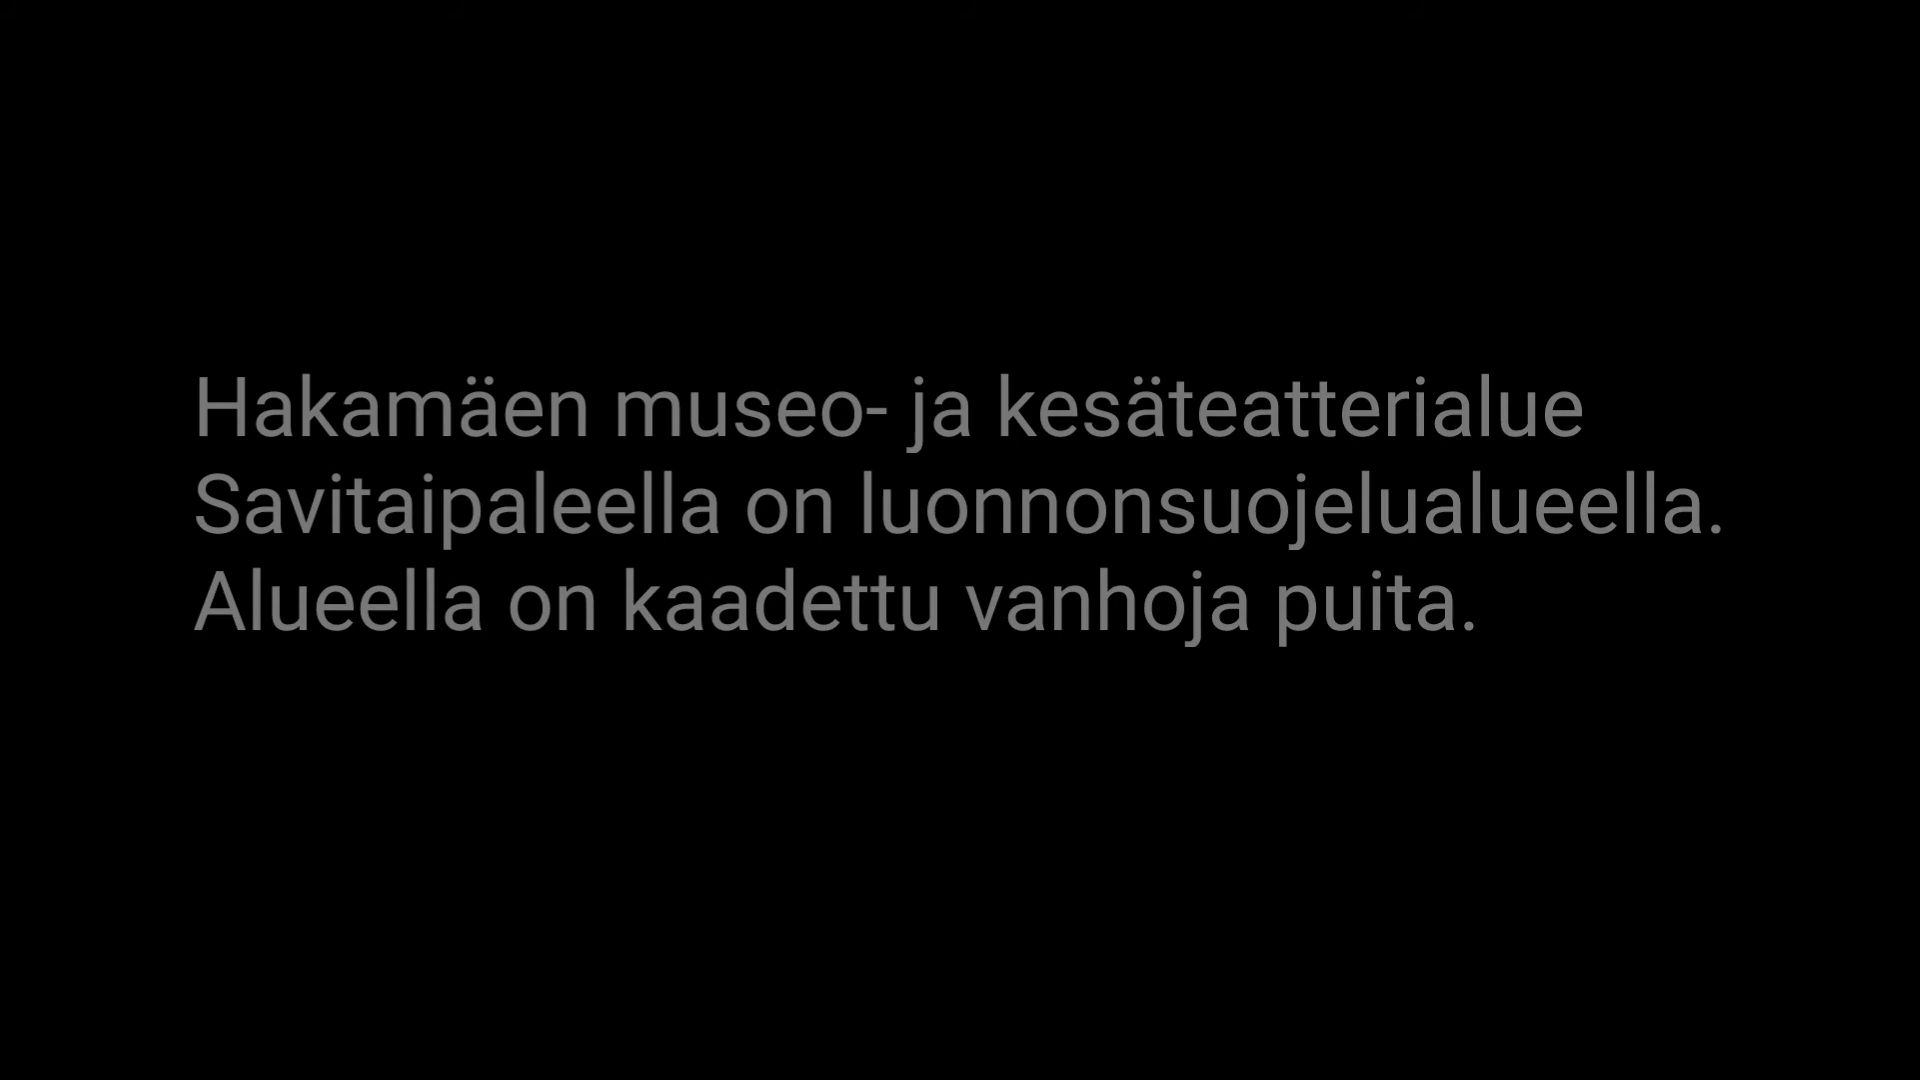 Hakamäen museo- ja kesäteatterialue
Savitaipaleella on luonnonsuojelualueella.
Alueella on kaadettu vanhoja puita.